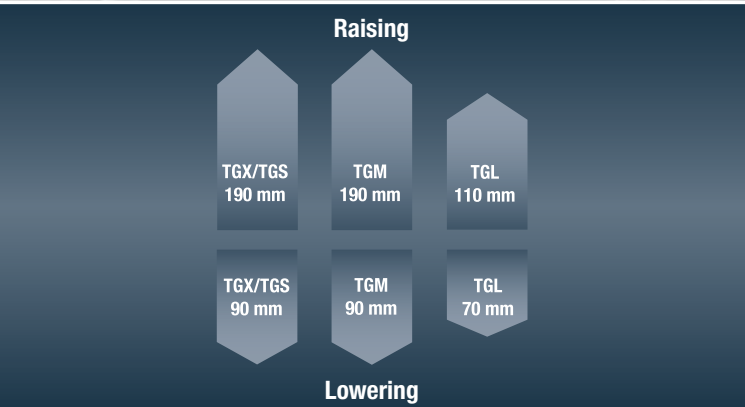 Raising
TGX/TGS
190 mm
TGM
190 mm
TGL
110 mm
TGX/TGS
90 mm
TGM
90 mm
TGL
70 mm
Lowering